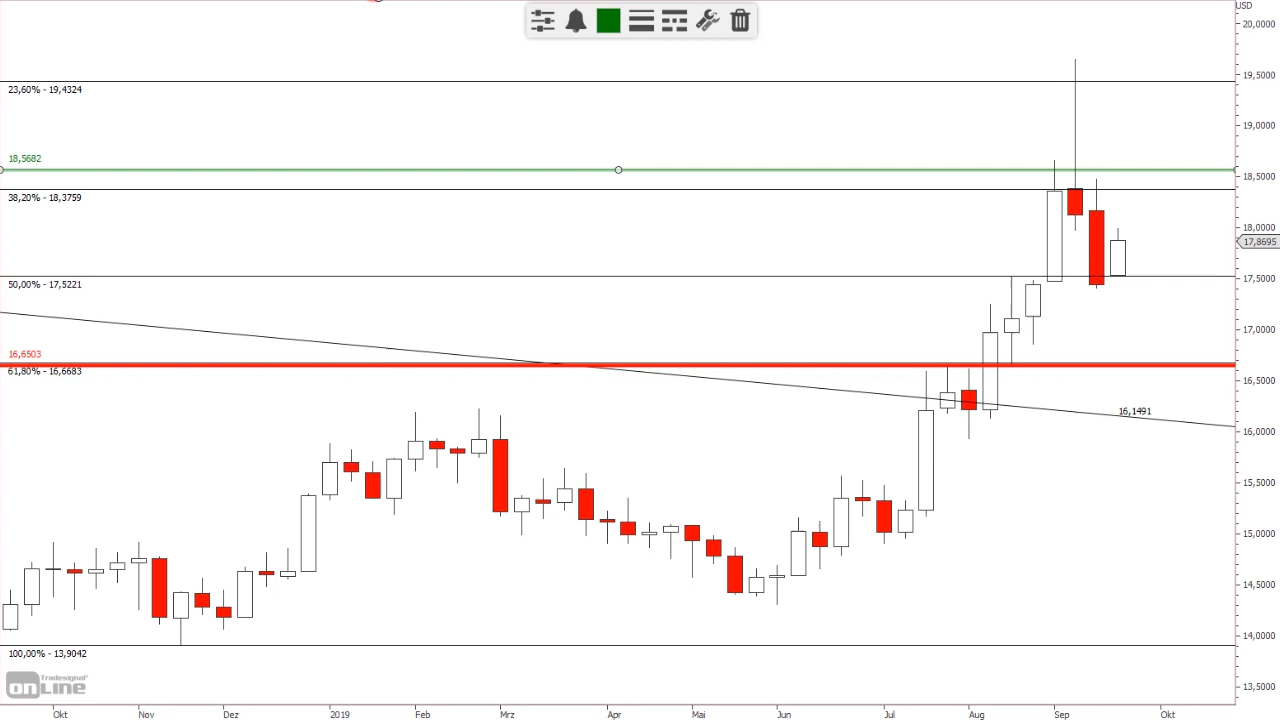 USD
20,0000
19,5000
19,0000
18,5000
18,0000
17,8695
17,5000
17,0000
16,5000
16,0000
15,5000
15,0000
14,5000
14,0000
13,5000
23,60% - 19,4324
18,5682
38,20% - 18,3759
50,00% - 17,5221
16,6503
61,80% - 16,6683
16,1491
100,00% - 13,9042
Tradesignal®
onLine
Okt Nov Dez 2019 Feb Mrz Apr Mai Jun Jul Aug Sep Okt